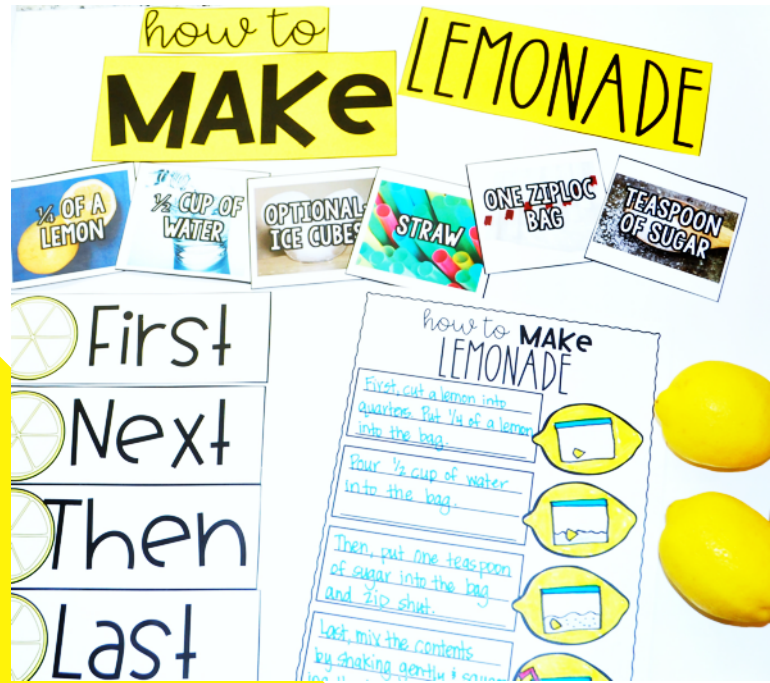 how to
MAKE LEMONADE
¼ OF A
LEMON
½ CUP OF
WATER
OPTIONAL-
ICE CUBES
STRAW
ONE ZIPLOC
BAG
TEASPOON
OF SUGAR
First
Next
Then
Last
how to MAKE
LEMONADE
First, cut a lemon into
quarters. Put ¼ of a lemon
into the bag.
Pour ½ cup of water
into the bag.
Then, put one teaspoon
of sugar into the bag
and zip shut.
Last, mix the contents
by shaking gently &